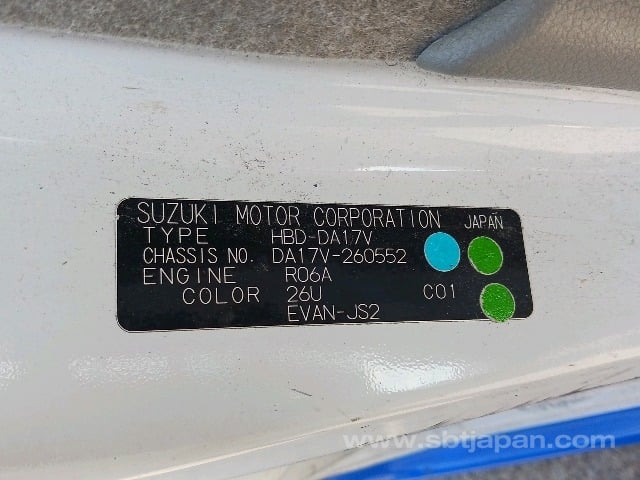 SUZUKI MOTOR CORPORATION JAPAN
TYPE HBD-DA17V
CHASSIS NO. DA17V-260552
ENGINE R06A
COLOR 26U C01
EVAN-JS2
www.sbtjapan.com